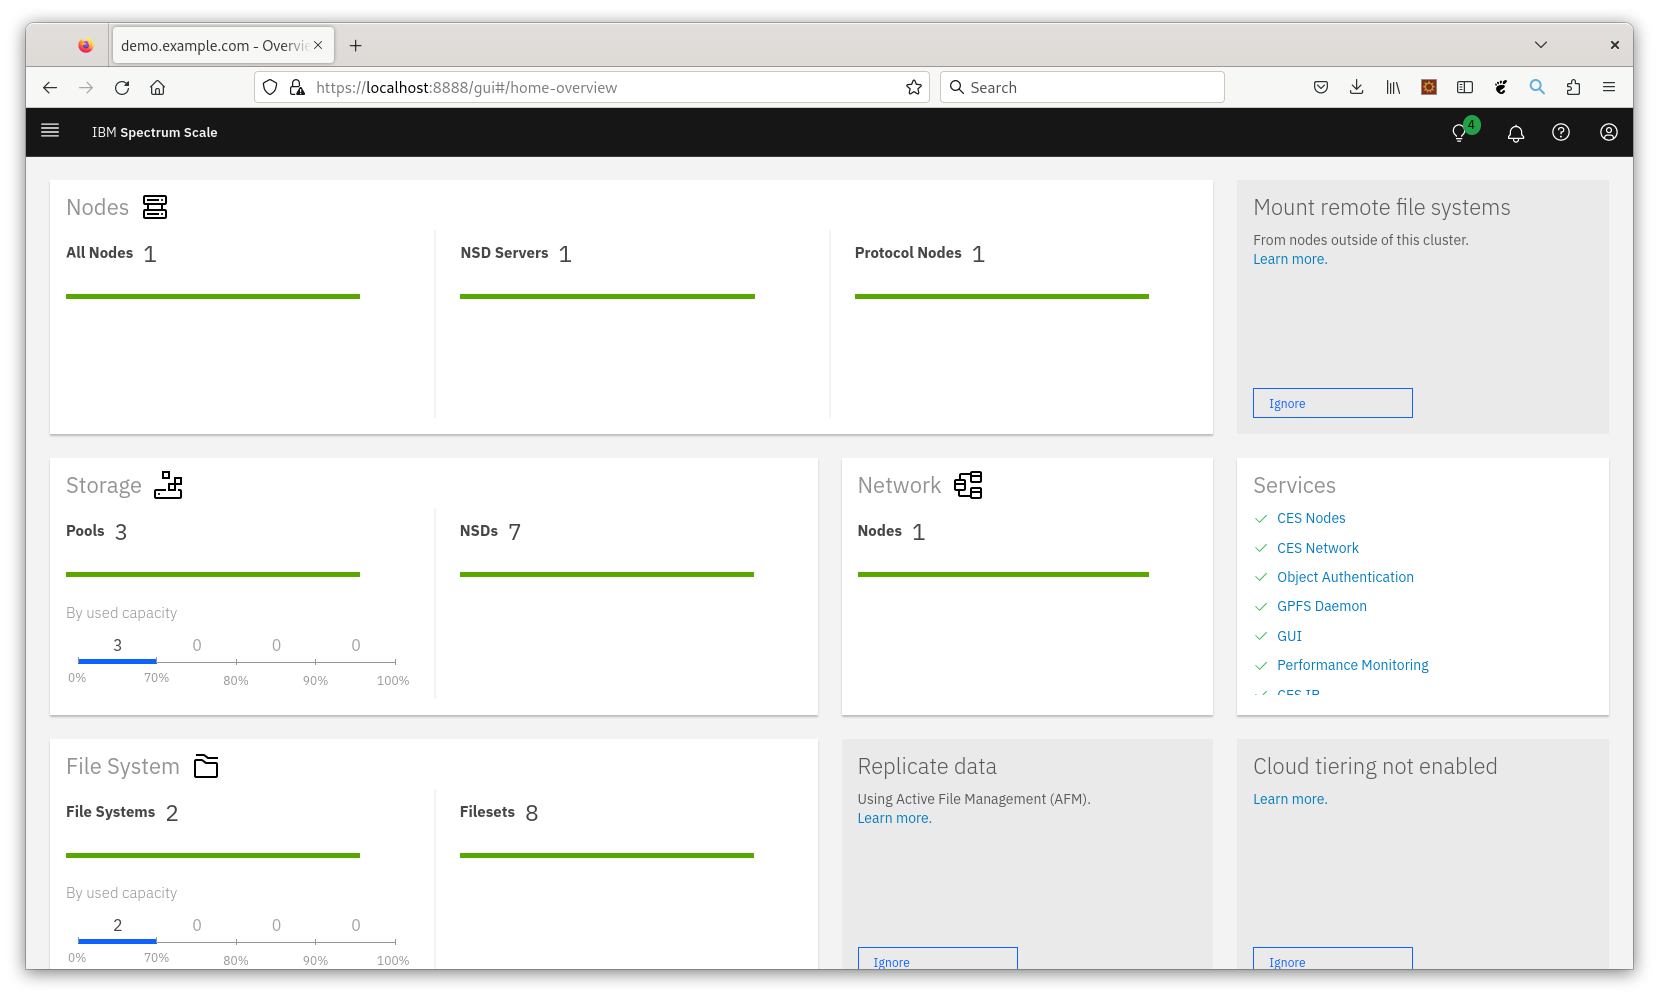 demo.example.com - Overvie
https://localhost:8888/gui#/home-overview
Search
IBM Spectrum Scale
4
Nodes
All Nodes 1
NSD Servers 1
Protocol Nodes 1
Mount remote file systems
From nodes outside of this cluster.
Learn more.
Ignore
Storage
Pools 3
By used capacity
3 0 0 0
0% 70% 80% 90% 100%
NSDs 7
Network
Nodes 1
Services
CES Nodes
CES Network
Object Authentication
GPFS Daemon
GUI
Performance Monitoring
File System
File Systems 2
By used capacity
2 0 0 0
0% 70% 80% 90% 100%
Filesets 8
Replicate data
Using Active File Management (AFM).
Learn more.
Ignore
Cloud tiering not enabled
Learn more.
Ignore